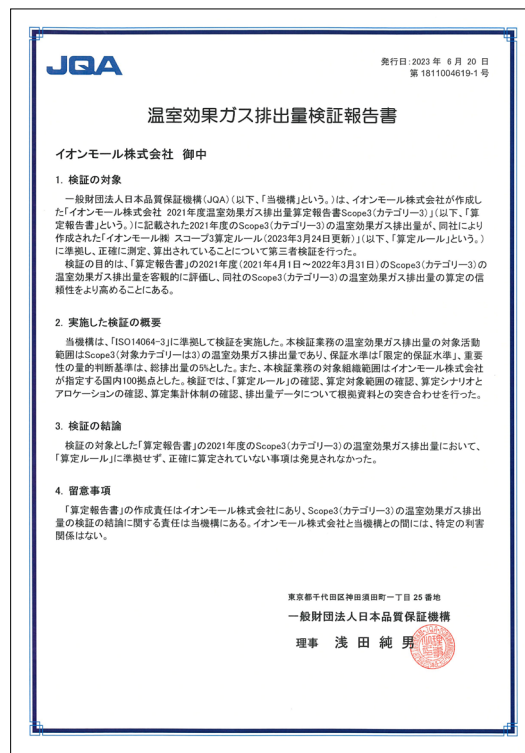 JQA
発行日：2023 年 6 月 20 日
第 1811004619-1 号
温室効果ガス排出量検証報告書
イオンモール株式会社 御中
1. 検証の対象
一般財団法人日本品質保証機構(JQA)(以下、「当機構」という。)は、イオンモール株式会社が作成し
た「イオンモール株式会社 2021年度温室効果ガス排出量算定報告書Scope3(カテゴリー3)」(以下、「算
定報告書」という。)に記載された2021年度のScope3(カテゴリー3)の温室効果ガス排出量が、同社により
作成された「イオンモール㈱ スコープ3算定ルール(2023年3月24日更新)」(以下、「算定ルール」という。)
に準拠し、正確に測定、算出されていることについて第三者検証を行った。
検証の目的は、「算定報告書」の2021年度(2021年4月1日～2022年3月31日)のScope3(カテゴリー3)の
温室効果ガス排出量を客観的に評価し、同社のScope3(カテゴリー3)の温室効果ガス排出量の算定の信
頼性をより高めることにある。
2. 実施した検証の概要
当機構は、「ISO14064-3」に準拠して検証を実施した。本検証業務の温室効果ガス排出量の対象活動
範囲はScope3(対象カテゴリーは3)の温室効果ガス排出量であり、保証水準は「限定的保証水準」、重要
性の量的判断基準は、総排出量の5%とした。また、本検証業務の対象組織範囲はイオンモール株式会社
が指定する国内100拠点とした。検証では、「算定ルール」の確認、算定対象範囲の確認、算定シナリオと
アロケーションの確認、算定集計体制の確認、排出量データについて根拠資料との突き合わせを行った。
3. 検証の結論
検証の対象とした「算定報告書」の2021年度のScope3(カテゴリー3)の温室効果ガス排出量において、
「算定ルール」に準拠せず、正確に算定されていない事項は発見されなかった。
4. 留意事項
「算定報告書」の作成責任はイオンモール株式会社にあり、Scope3(カテゴリー3)の温室効果ガス排出
量の検証の結論に関する責任は当機構にある。イオンモール株式会社と当機構との間には、特定の利害
関係はない。
東京都千代田区神田須田町一丁目 25 番地
一般財団法人日本品質保証機構
理事 浅 田 純 男